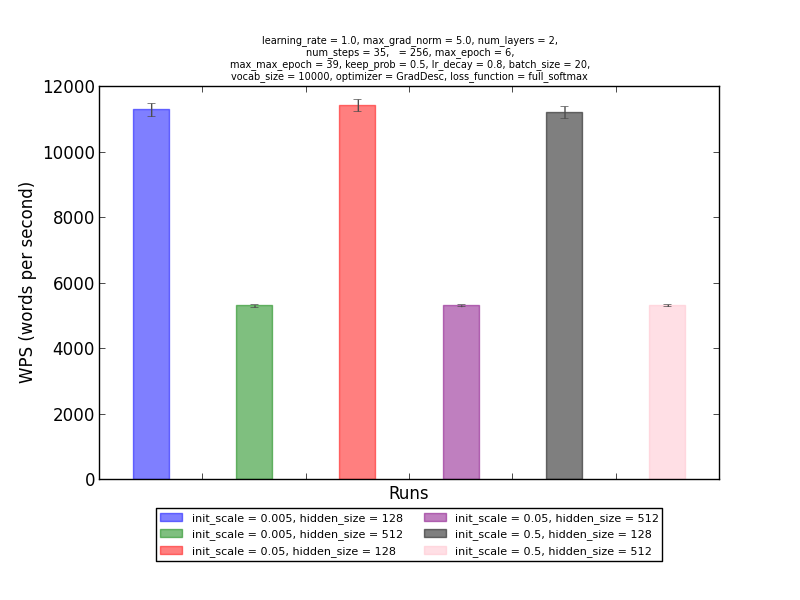 learning_rate = 1.0, max_grad_norm = 5.0, num_layers = 2,
num_steps = 35,   = 256, max_epoch = 6,
max_max_epoch = 39, keep_prob = 0.5, lr_decay = 0.8, batch_size = 20,
vocab_size = 10000, optimizer = GradDesc, loss_function = full_softmax
12000
10000
8000
6000
4000
2000
0
WPS (words per second)
Runs
init_scale = 0.005, hidden_size = 128
init_scale = 0.005, hidden_size = 512
init_scale = 0.05, hidden_size = 128
init_scale = 0.05, hidden_size = 512
init_scale = 0.5, hidden_size = 128
init_scale = 0.5, hidden_size = 512